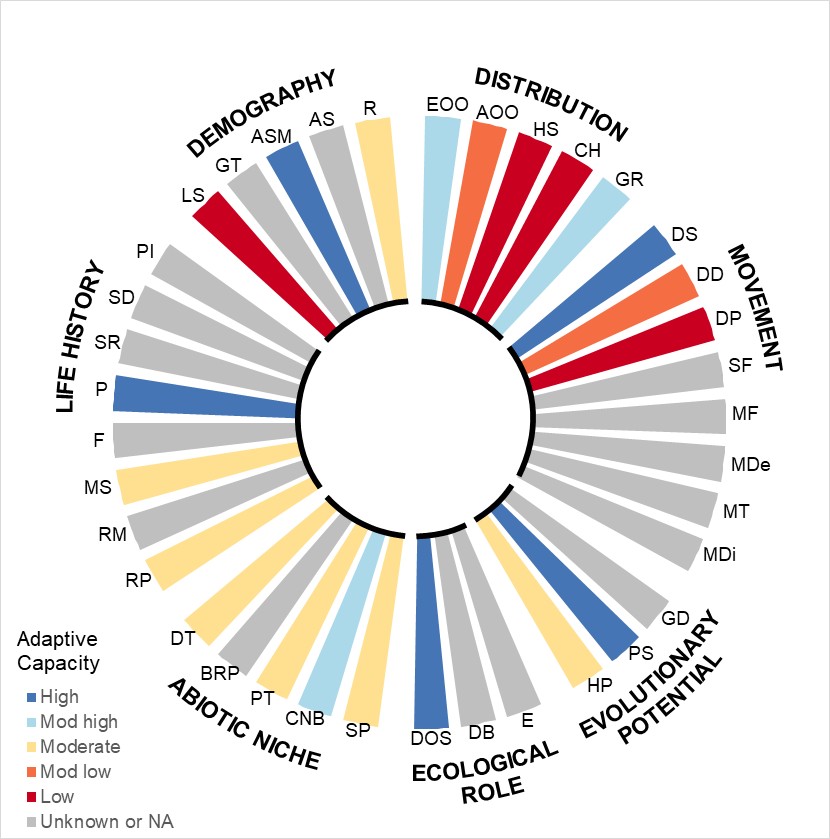 DISTRIBUTION
EOO
AOO
HS
CH
GR
MOVEMENT
DS
DD
DP
SF
MF
MDe
MT
MDi
EVOLUTIONARY
POTENTIAL
GD
PS
HP
ECOLOGICAL
ROLE
E
DB
DOS
ABIOTIC NICHE
SP
CNB
PT
BRP
DT
LIFE HISTORY
RP
RM
MS
F
P
SR
SD
PI
DEMOGRAPHY
LS
GT
ASM
AS
R
Adaptive
Capacity
High
Mod high
Moderate
Mod low
Low
Unknown or NA